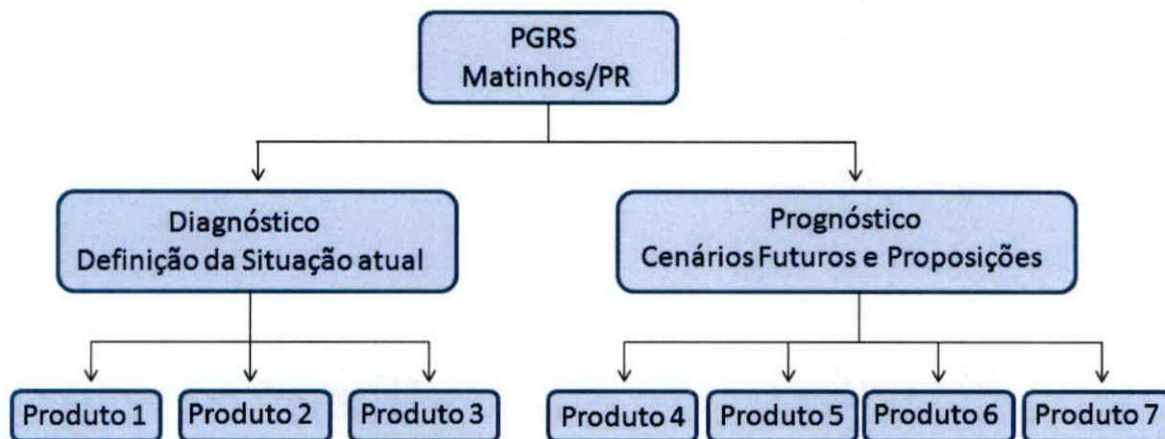 PGRS
Matinhos/PR
Diagnóstico
Definição da Situação atual
Prognóstico
Cenários Futuros e Proposições
Produto 1
Produto 2
Produto 3
Produto 4
Produto 5
Produto 6
Produto 7